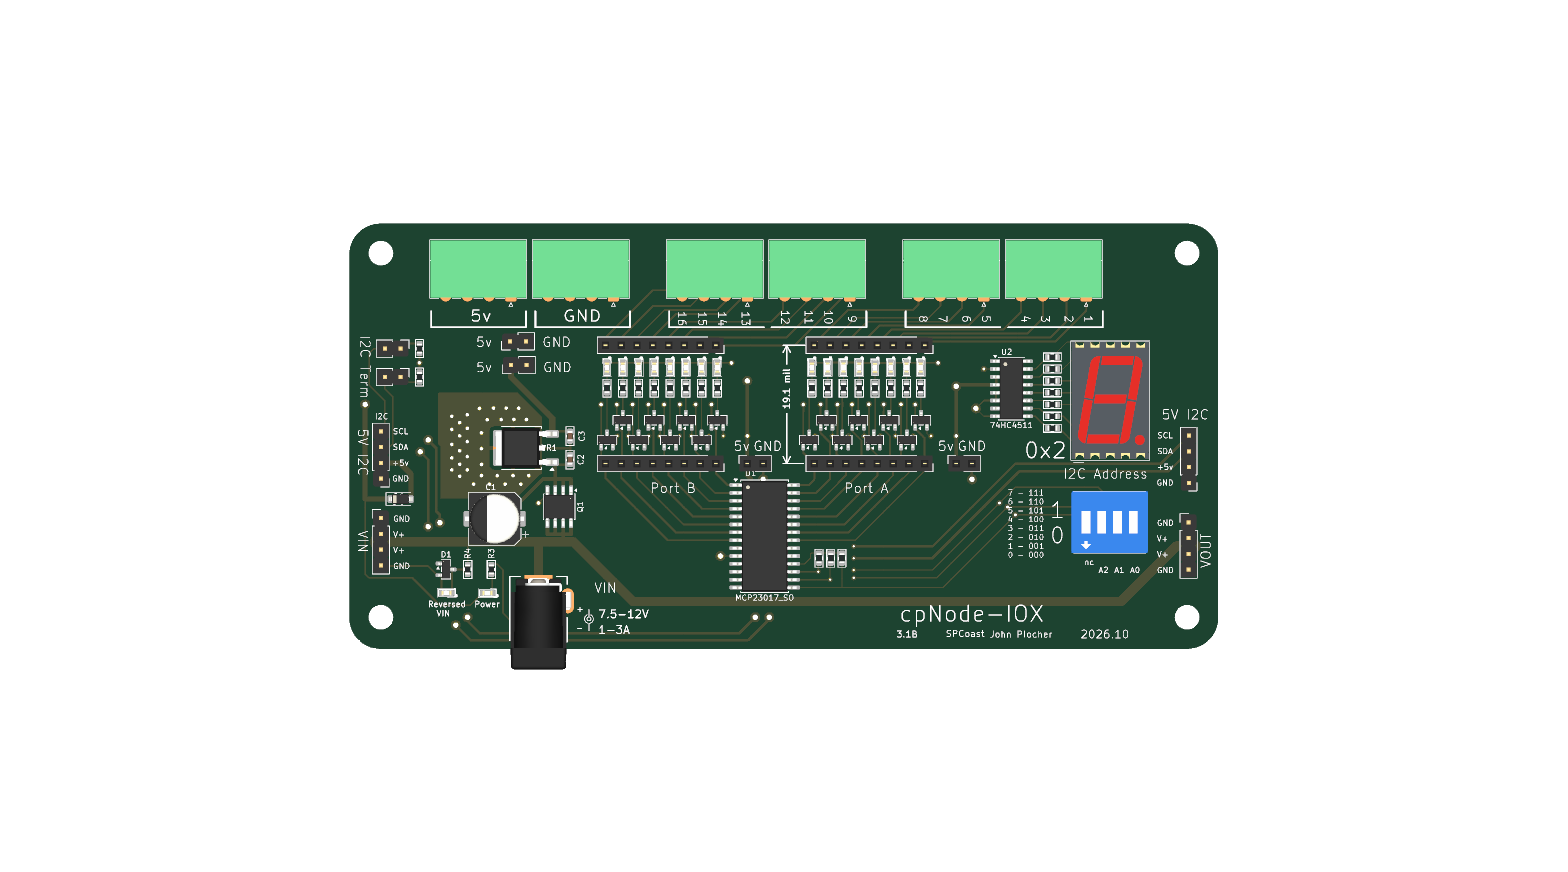 5v
GND
16 15 14 13
12 11 10 9
8 7 6 5
4 3 2 1
I2C Term
5v GND
5v GND
19.1 mil
U2
74HC4511
I2C
SCL
SDA
+5v
GND
5V I2C
R1
C3
C2
C1
+
Q1
5v GND
5v GND
U1
Port B
Port A
0x2
I2C Address
5V I2C
SCL
SDA
+5v
GND
7 - 111
6 - 110
5 - 101
4 - 100
3 - 011
2 - 010
1 - 001
0 - 000
1
0
nc
A2 A1 A0
GND
V+
V+
GND
VOUT
VIN
GND
V+
V+
GND
D1
R4
R3
Reversed
VIN
Power
VIN
+
-
7.5-12V
1-3A
MCP23017_SO
cpNode-IOX
3.1B
SPCoast John Plocher
2026.10